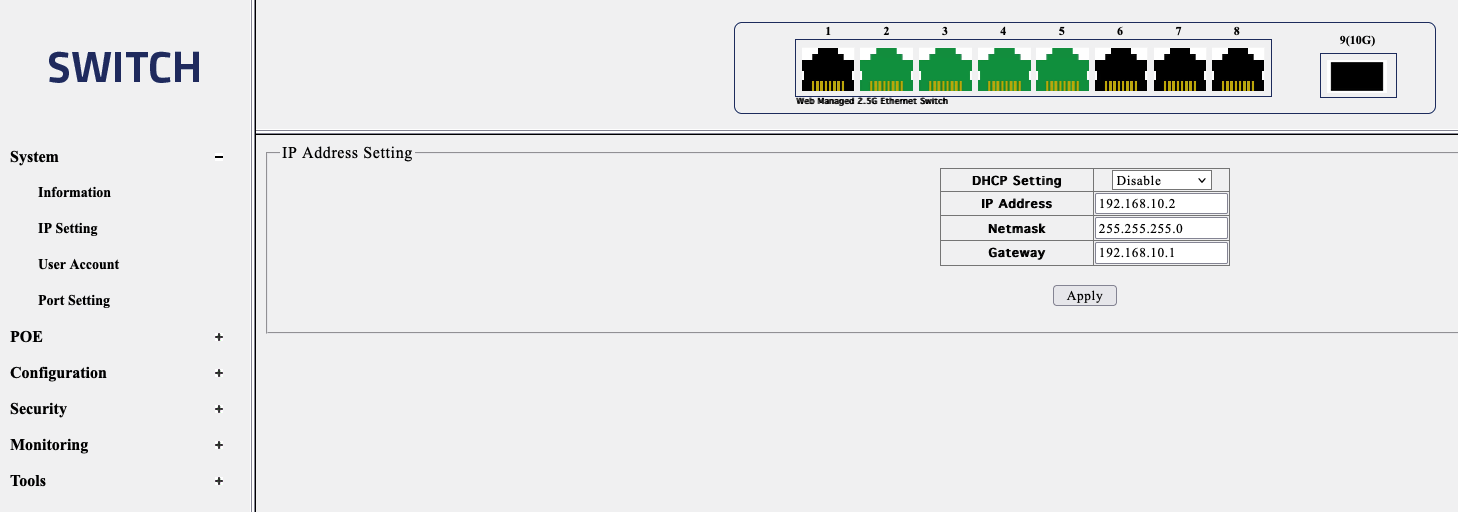 SWITCH
1 2 3 4 5 6 7 8
9(10G)
Web Managed 2.5G Ethernet Switch
System −
Information
IP Setting
User Account
Port Setting
POE +
Configuration +
Security +
Monitoring +
Tools +
IP Address Setting
DHCP Setting Disable
IP Address 192.168.10.2
Netmask 255.255.255.0
Gateway 192.168.10.1
Apply